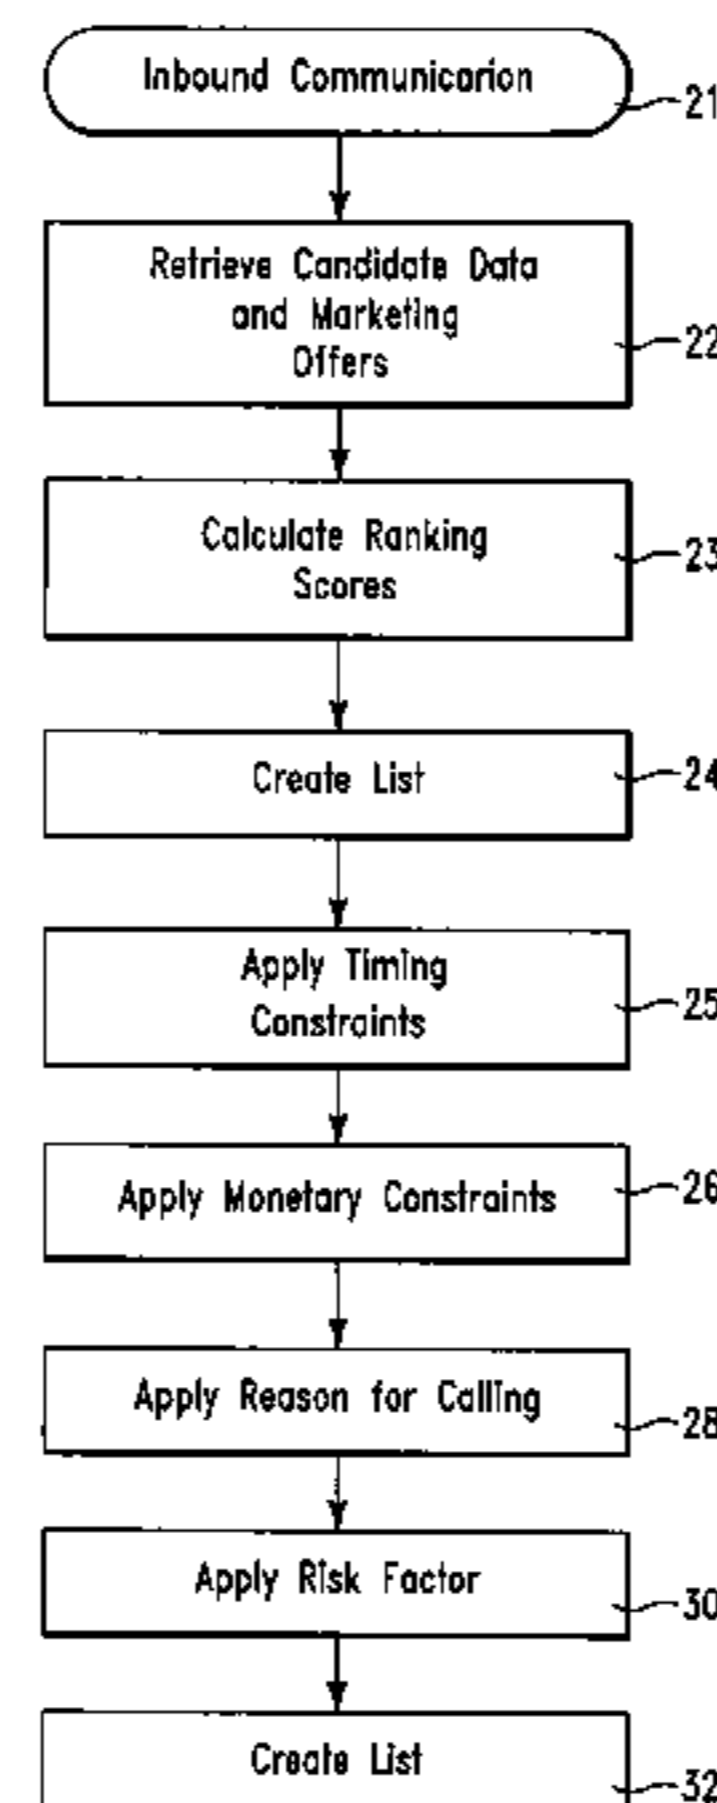 Inbound Communicarion
21
Retrieve Candidate Data
and Marketing
Offers
22
Calculate Ranking
Scores
23
Create List
24
Apply Timing
Constraints
25
Apply Monetary Constraints
26
Apply Reason for Calling
28
Apply Risk Factor
30
Create List
32